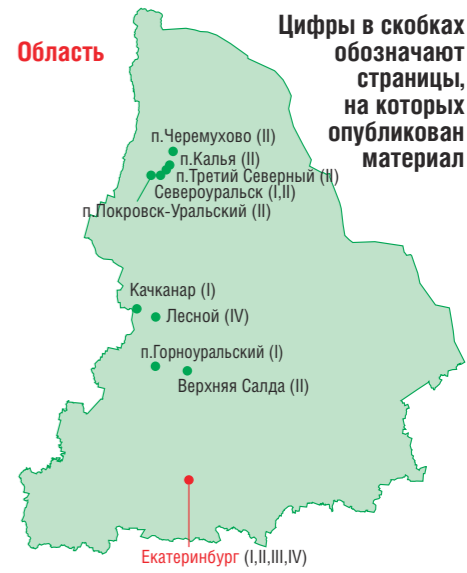 Область
Цифры в скобках
обозначают
страницы,
на которых
опубликован
материал
п.Черемухово (II)
п.Калья (II)
п.Третий Северный (II)
Североуральск (I,II)
п.Покровск-Уральский (II)
Качканар (I)
Лесной (IV)
п.Горноуральский (I)
Верхняя Салда (II)
Екатеринбург (I,II,III,IV)